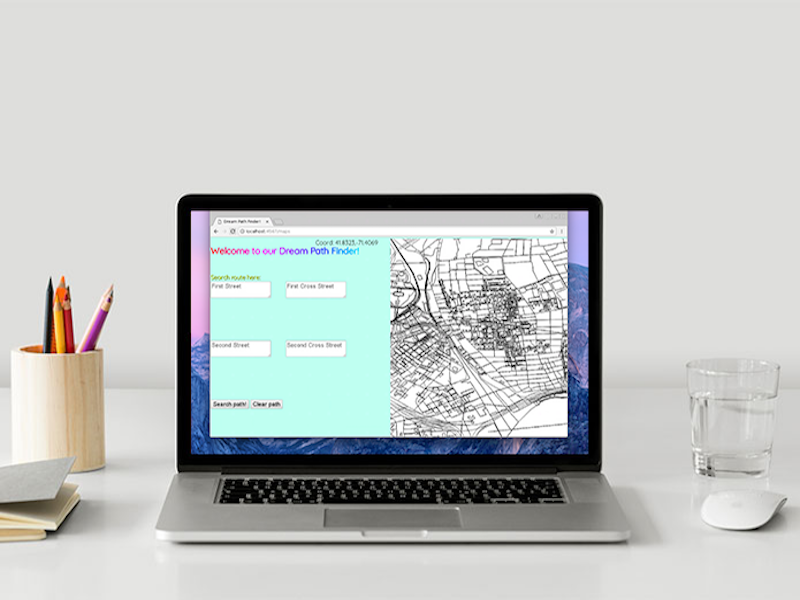 Dream Path Finder!
Coord: 41.8323,-71.4069
Welcome to our Dream Path Finder!
Search route here:
First Street
First Cross Street
Second Street
Second Cross Street
Search path!
Clear path